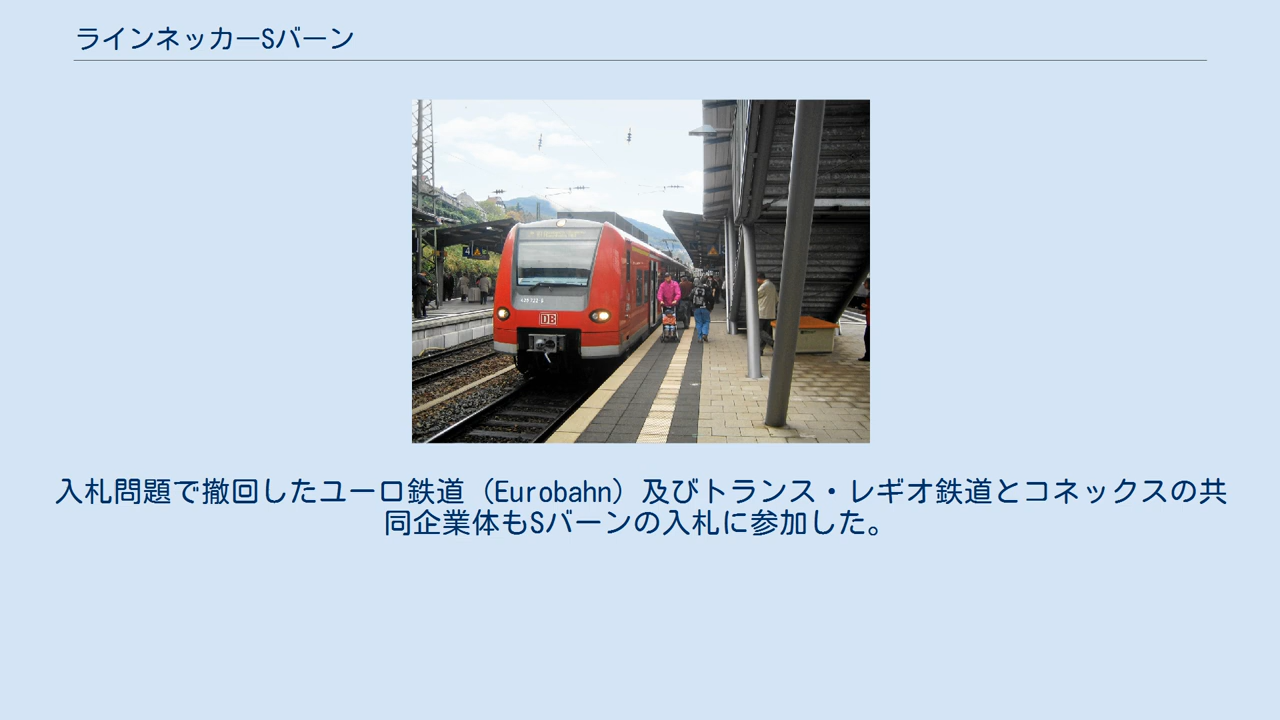 ラインネッカーSバーン
4
DB
入札問題で撤回したユーロ鉄道（Eurobahn）及びトランス・レギオ鉄道とコネックスの共
同企業体もSバーンの入札に参加した。